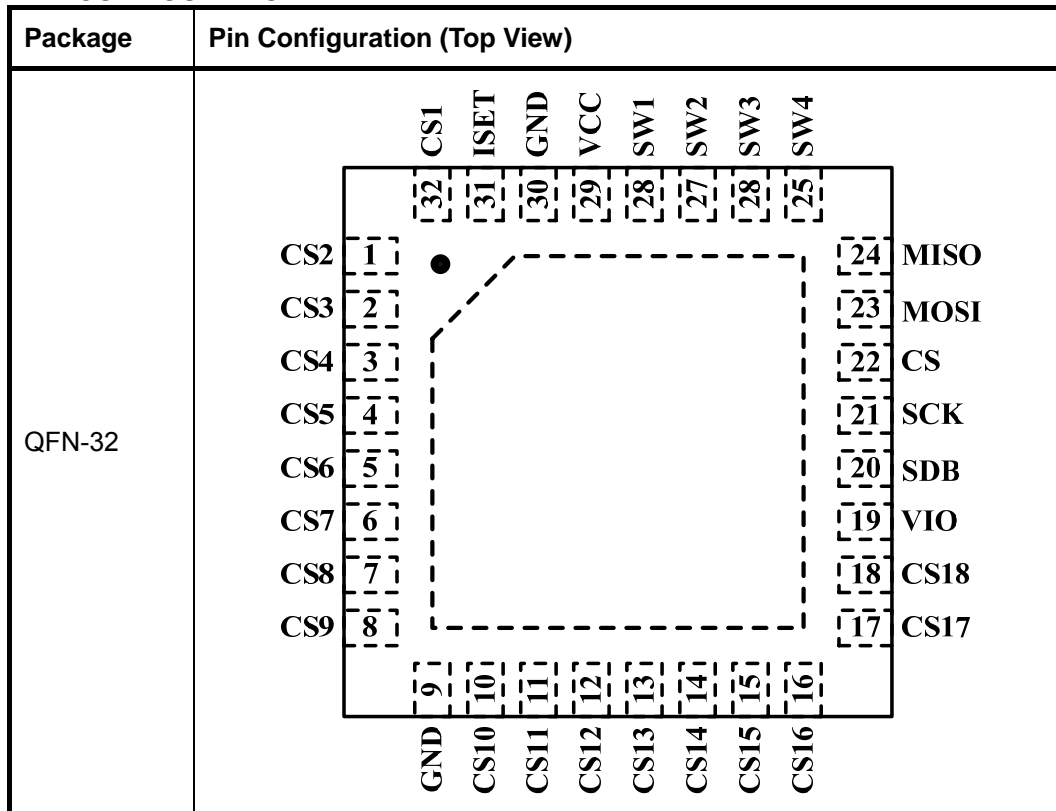 Package Pin Configuration (Top View)
QFN-32
CS1 ISET GND VCC SW1 SW2 SW3 SW4
32 31 30 29 28 27 28 25
CS2 1 24 MISO
CS3 2 23 MOSI
CS4 3 22 CS
CS5 4 21 SCK
CS6 5 20 SDB
CS7 6 19 VIO
CS8 7 18 CS18
CS9 8 17 CS17
9 10 11 12 13 14 15 16
GND CS10 CS11 CS12 CS13 CS14 CS15 CS16